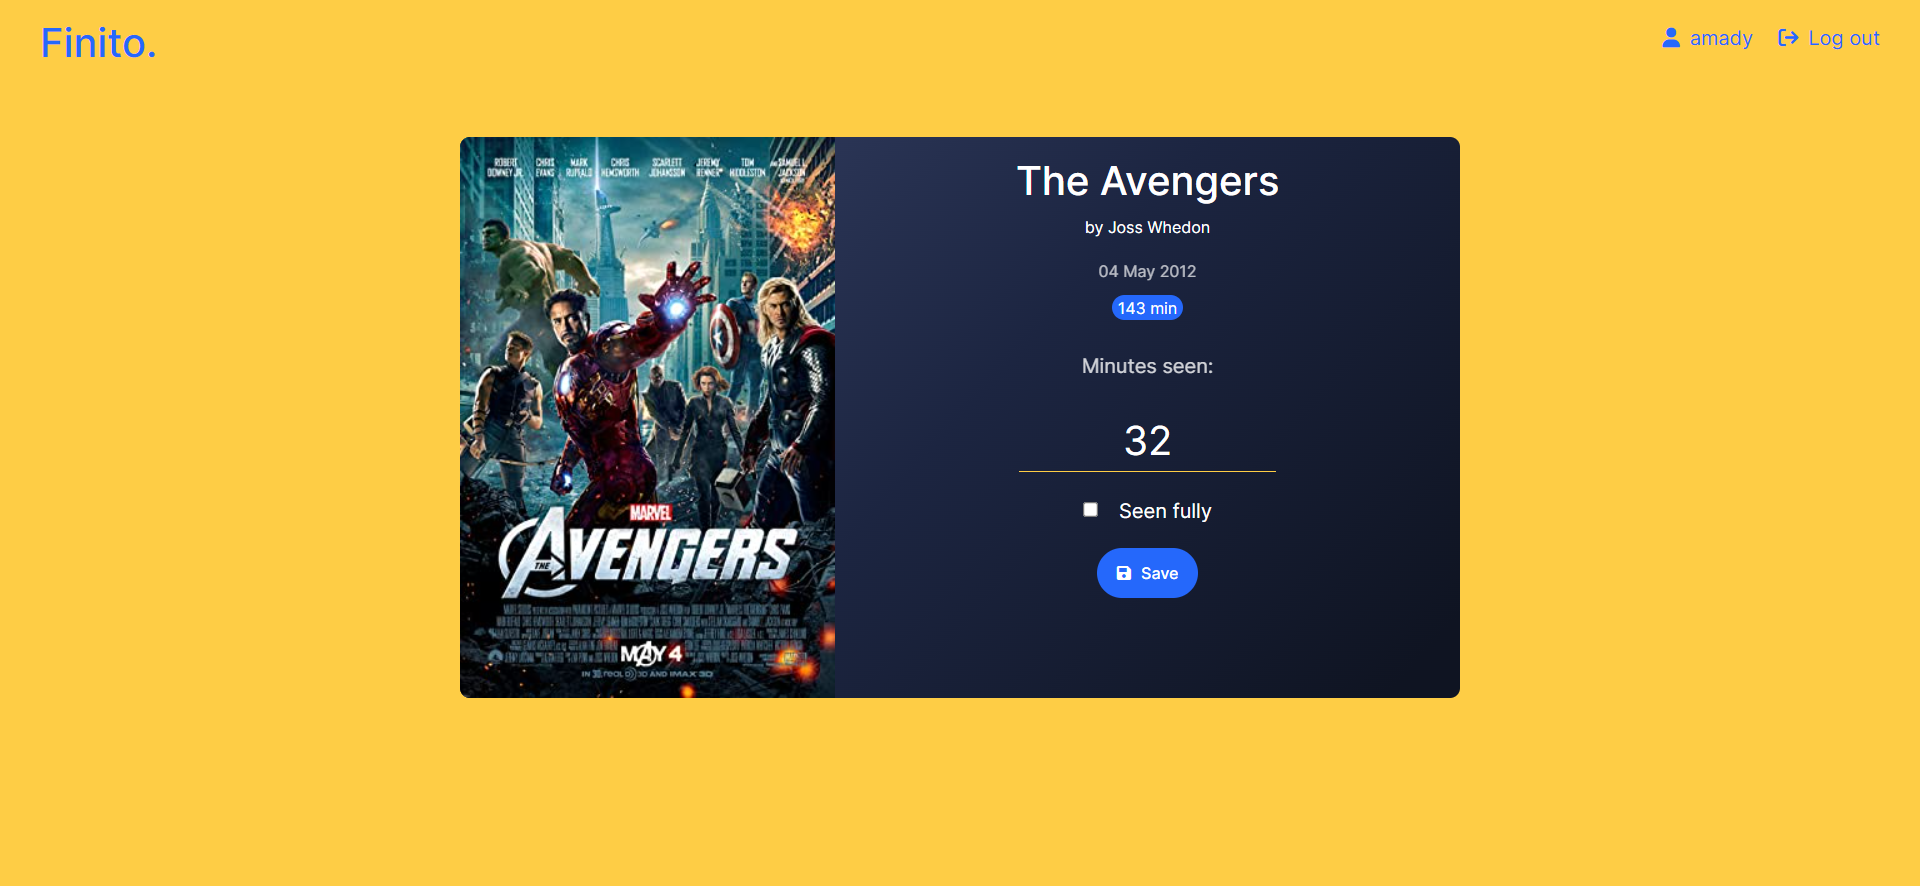 Finito.
amady
Log out
ROBERT DOWNEY JR.
CHRIS EVANS
MARK RUFFALO
CHRIS HEMSWORTH
SCARLETT JOHANSSON
JEREMY RENNER
TOM HIDDLESTON
AND SAMUEL L. JACKSON
MARVEL
THE AVENGERS
MAY 4
IN REAL D 3D AND IMAX 3D
The Avengers
by Joss Whedon
04 May 2012
143 min
Minutes seen:
32
Seen fully
Save